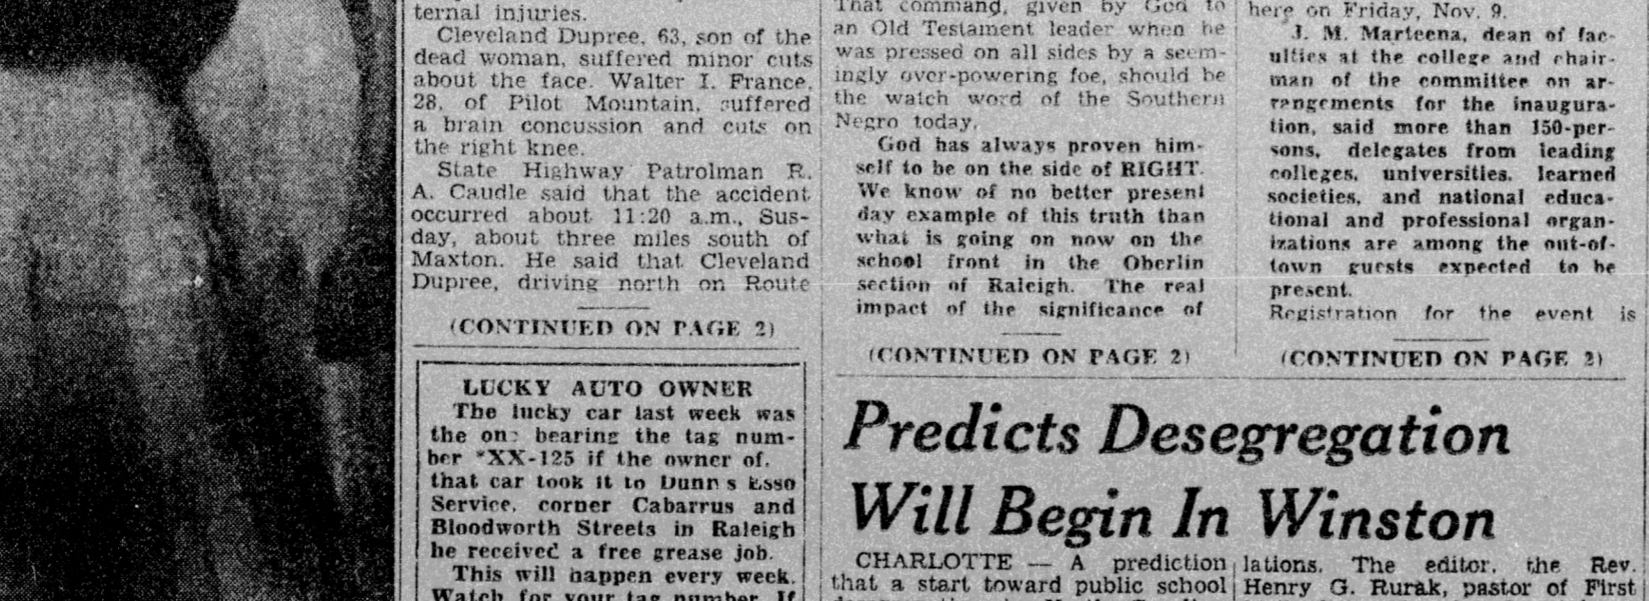 ternal injuries.
Cleveland Dupree, 63, son of the
dead woman, suffered minor cuts
about the face. Walter I. France,
28, of Pilot Mountain, suffered
a brain concussion and cuts on
the right knee.
State Highway Patrolman R.
A. Caudle said that the accident
occurred about 11:20 a.m., Sus-
day, about three miles south of
Maxton. He said that Cleveland
Dupree, driving north on Route
(CONTINUED ON PAGE 2)
LUCKY AUTO OWNER
The lucky car last week was
the one bearing the tag num-
ber *XX-125 if the owner of,
that car took it to Dunn's Esso
Service, corner Cabarrus and
Bloodworth Streets in Raleigh
he received a free grease job.
This will happen every week.
Watch for your tag number. If
That command, given by God to
an Old Testament leader when he
was pressed on all sides by a seem-
ingly over-powering foe, should be
the watch word of the Southern
Negro today.
God has always proven him-
self to be on the side of RIGHT.
We know of no better present
day example of this truth than
what is going on now on the
school front in the Oberlin
section of Raleigh. The real
impact of the significance of
(CONTINUED ON PAGE 2)
here on Friday, Nov. 9.
J. M. Marteena, dean of fac-
ulties at the college and chair-
man of the committee on ar-
rangements for the inaugura-
tion, said more than 150-per-
sons, delegates from leading
colleges, universities, learned
societies, and national educa-
tional and professional organ-
izations are among the out-of-
town guests expected to be
present.
Registration for the event is
(CONTINUED ON PAGE 2)
Predicts Desegregation
Will Begin In Winston
CHARLOTTE — A prediction
that a start toward public school
lations. The editor, the Rev.
Henry G. Rurak, pastor of First